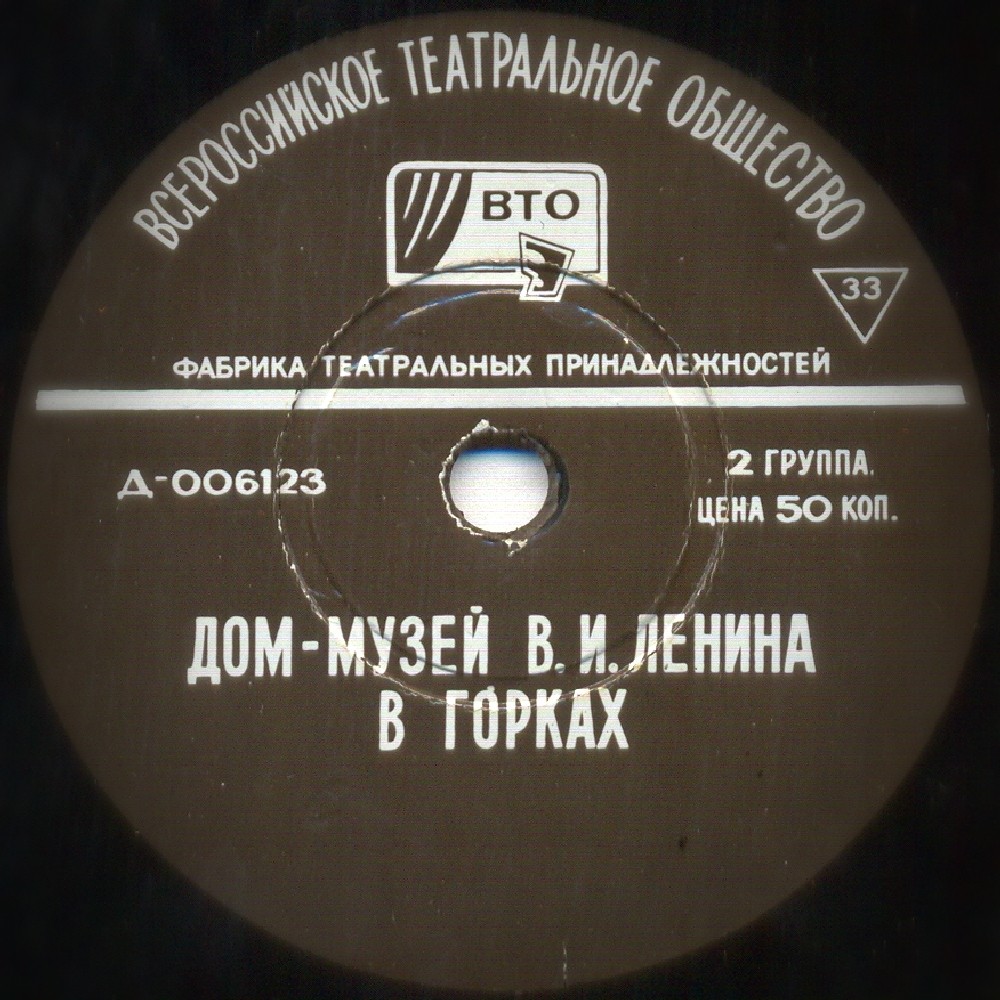 ВСЕРОССИЙСКОЕ ТЕАТРАЛЬНОЕ ОБЩЕСТВО
ВТО
33
ФАБРИКА ТЕАТРАЛЬНЫХ ПРИНАДЛЕЖНОСТЕЙ
Д-006123
2 ГРУППА.
ЦЕНА 50 КОП.
ДОМ-МУЗЕЙ В. И. ЛЕНИНА
В ГОРКАХ